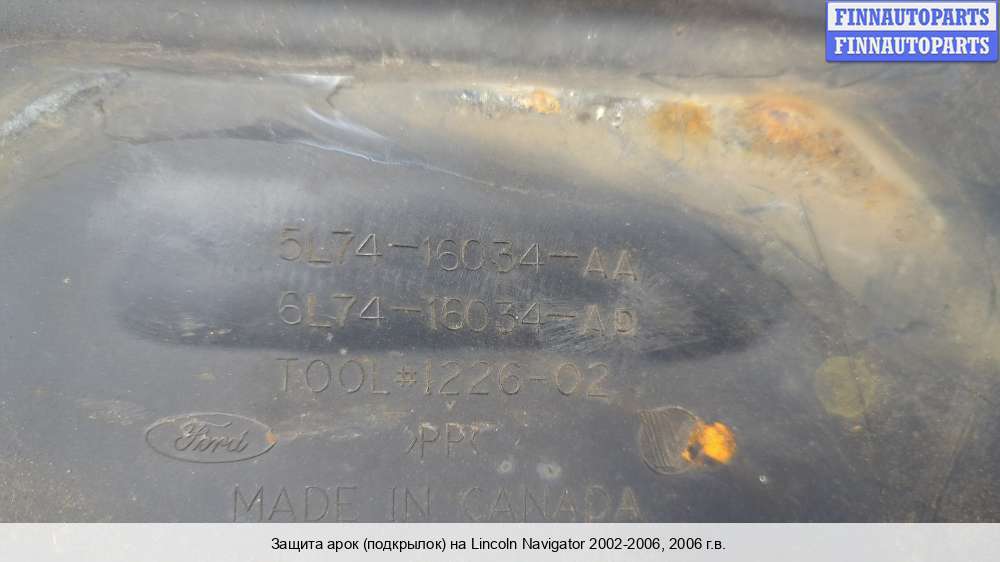 FINNAUTOPARTS
FINNAUTOPARTS
5L74-16034-AA
6L74-16034-AD
TOOL#1226-02
Ford
MADE IN CANADA
Защита арок (подкрылок) на Lincoln Navigator 2002-2006, 2006 г.в.